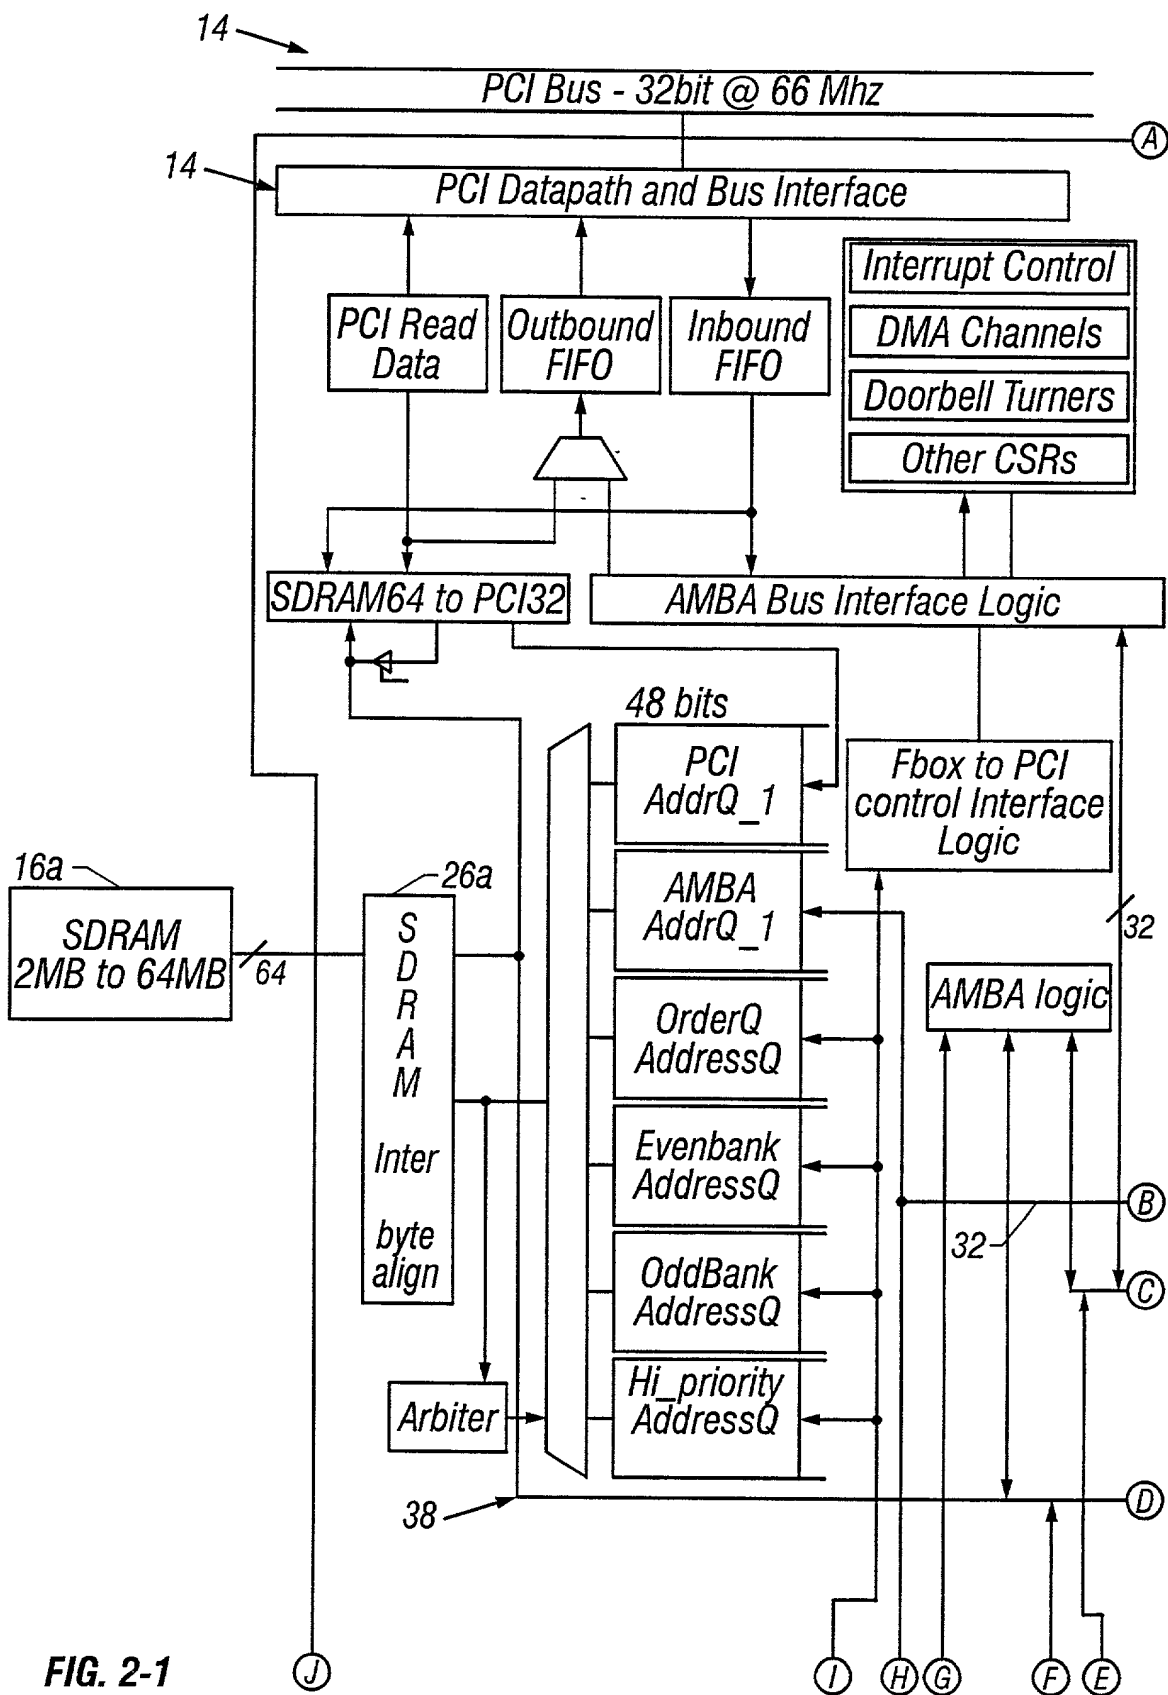 14
PCI Bus - 32bit @ 66 Mhz
A
14
PCI Datapath and Bus Interface
Interrupt Control
DMA Channels
Doorbell Turners
Other CSRs
PCI Read
Data
Outbound
FIFO
Inbound
FIFO
SDRAM64 to PCI32
AMBA Bus Interface Logic
48 bits
PCI
AddrQ_1
Fbox to PCI
control Interface
Logic
16a
SDRAM
2MB to 64MB
64
26a
S
D
R
A
M
Inter
byte
align
AMBA
AddrQ_1
32
AMBA logic
OrderQ
AddressQ
Evenbank
AddressQ
B
32
OddBank
AddressQ
C
Hi_priority
AddressQ
Arbiter
38
D
FIG. 2-1
J
I
H
G
F
E